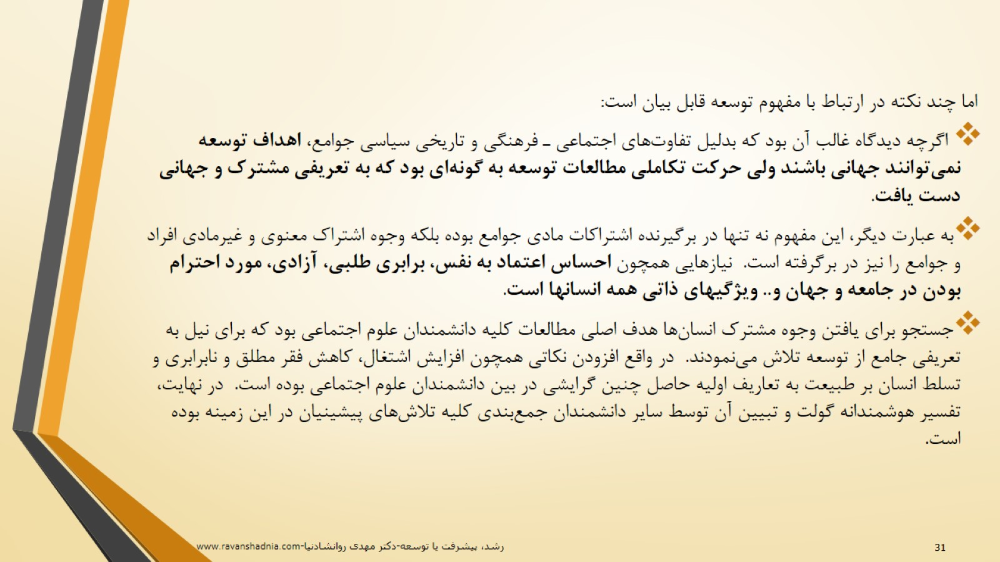 اما چند نکته در ارتباط با مفهوم توسعه قابل بیان است:
اگرچه دیدگاه غالب آن بود که بدلیل تفاوت‌های اجتماعی ـ فرهنگی و تاریخی سیاسی جوامع، اهداف توسعه
نمی‌توانند جهانی باشند ولی حرکت تکاملی مطالعات توسعه به گونه‌ای بود که به تعریفی مشترک و جهانی
دست یافت.
به عبارت دیگر، این مفهوم نه تنها در برگیرنده اشتراکات مادی جوامع بوده بلکه وجوه اشتراک معنوی و غیرمادی افراد
و جوامع را نیز در برگرفته است. نیازهایی همچون احساس اعتماد به نفس، برابری طلبی، آزادی، مورد احترام
بودن در جامعه و جهان و.. ویژگیهای ذاتی همه انسانها است.
جستجو برای یافتن وجوه مشترک انسان‌ها هدف اصلی مطالعات کلیه دانشمندان علوم اجتماعی بود که برای نیل به
تعریفی جامع از توسعه تلاش می‌نمودند. در واقع افزودن نکاتی همچون افزایش اشتغال، کاهش فقر مطلق و نابرابری و
تسلط انسان بر طبیعت به تعاریف اولیه حاصل چنین گرایشی در بین دانشمندان علوم اجتماعی بوده است. در نهایت،
تفسیر هوشمندانه گولت و تبیین آن توسط سایر دانشمندان جمع‌بندی کلیه تلاش‌های پیشینیان در این زمینه بوده
است.
رشد، پیشرفت یا توسعه-دکتر مهدی روانشادنیا-www.ravanshadnia.com
31